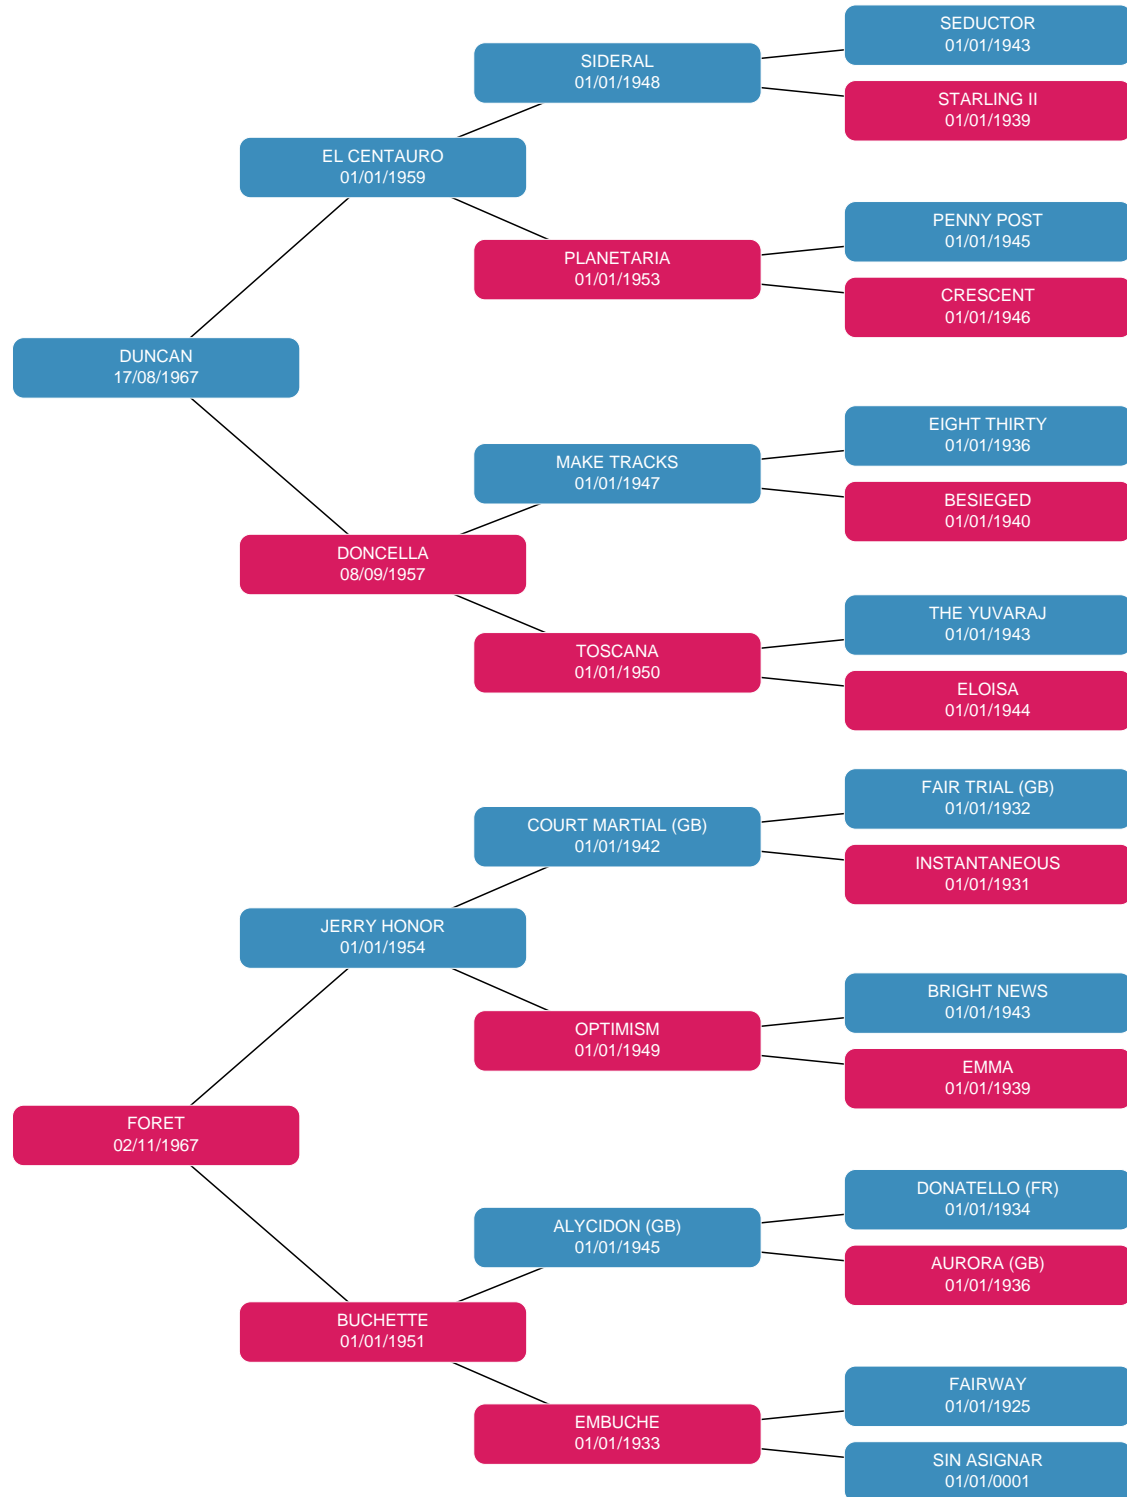 SEDUCTOR
01/01/1943
SIDERAL
01/01/1948
STARLING II
01/01/1939
EL CENTAURO
01/01/1959
PENNY POST
01/01/1945
PLANETARIA
01/01/1953
CRESCENT
01/01/1946
DUNCAN
17/08/1967
EIGHT THIRTY
01/01/1936
MAKE TRACKS
01/01/1947
BESIEGED
01/01/1940
DONCELLA
08/09/1957
THE YUVARAJ
01/01/1943
TOSCANA
01/01/1950
ELOISA
01/01/1944
FAIR TRIAL (GB)
01/01/1932
COURT MARTIAL (GB)
01/01/1942
INSTANTANEOUS
01/01/1931
JERRY HONOR
01/01/1954
BRIGHT NEWS
01/01/1943
OPTIMISM
01/01/1949
EMMA
01/01/1939
FORET
02/11/1967
DONATELLO (FR)
01/01/1934
ALYCIDON (GB)
01/01/1945
AURORA (GB)
01/01/1936
BUCHETTE
01/01/1951
FAIRWAY
01/01/1925
EMBUCHE
01/01/1933
SIN ASIGNAR
01/01/0001